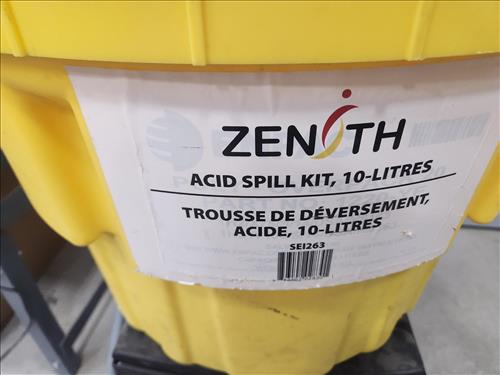 ZENITH
ACID SPILL KIT, 10-LITRES
TROUSSE DE DÉVERSEMENT,
ACIDE, 10-LITRES
SEI263